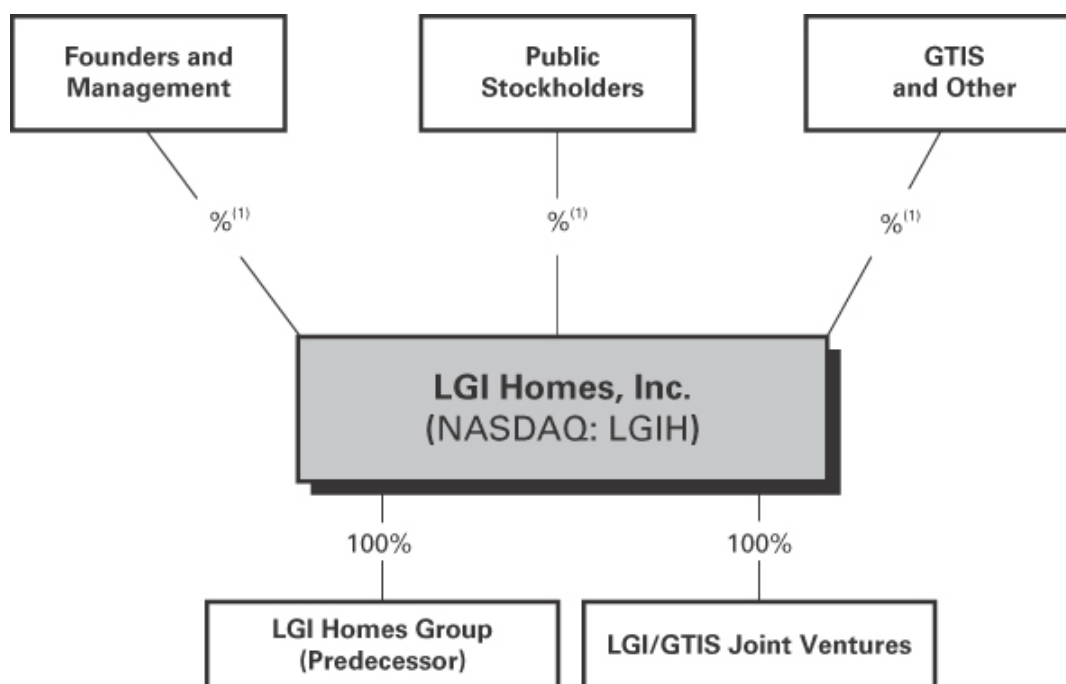 Founders and
Management
Public
Stockholders
GTIS
and Other
%(1)
%(1)
%(1)
LGI Homes, Inc.
(NASDAQ: LGIH)
100%
100%
LGI Homes Group
(Predecessor)
LGI/GTIS Joint Ventures